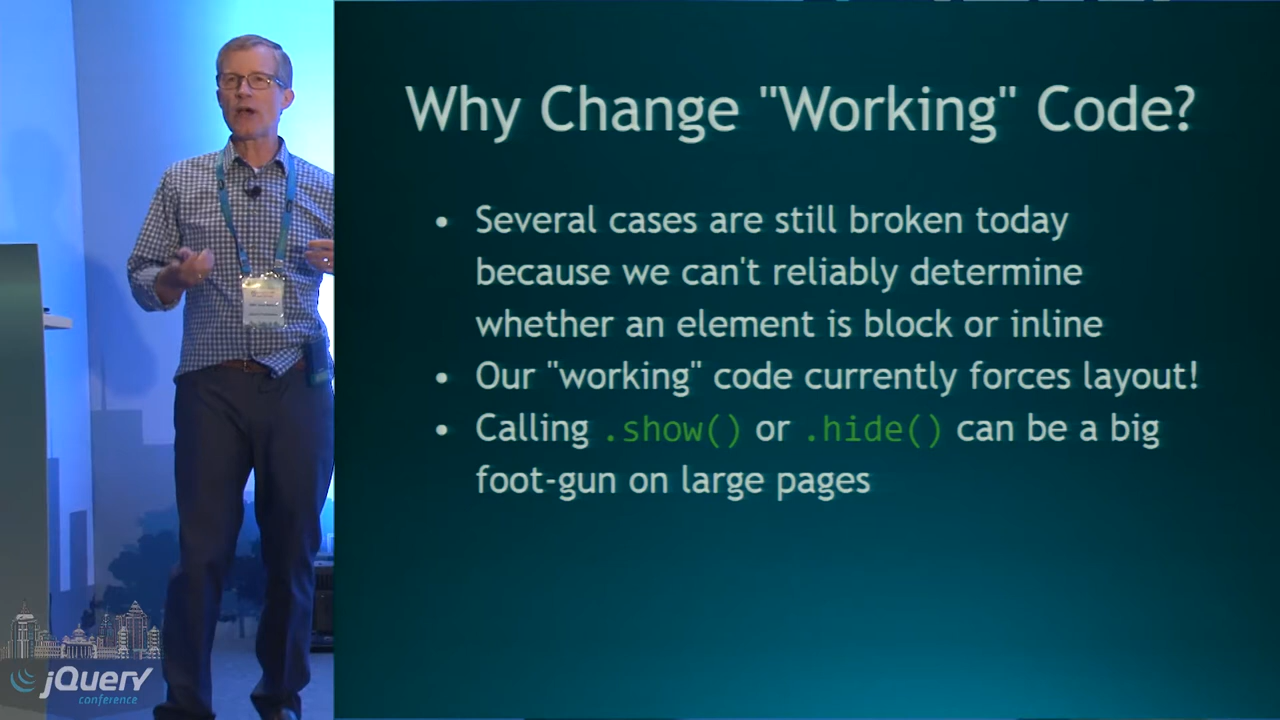 Why Change "Working" Code?
• Several cases are still broken today
because we can't reliably determine
whether an element is block or inline
• Our "working" code currently forces layout!
• Calling .show() or .hide() can be a big
foot-gun on large pages
jQuery
conference